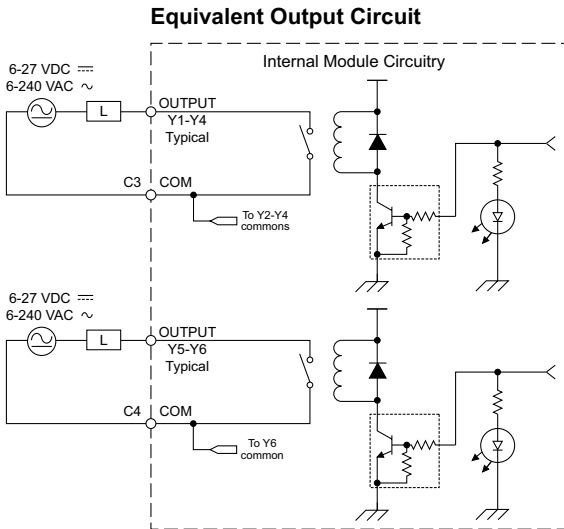 Equivalent Output Circuit
Internal Module Circuitry
6-27 VDC ⎓
6-240 VAC ∿
L
OUTPUT
Y1-Y4
Typical
C3
COM
To Y2-Y4
commons
6-27 VDC ⎓
6-240 VAC ∿
L
OUTPUT
Y5-Y6
Typical
C4
COM
To Y6
common